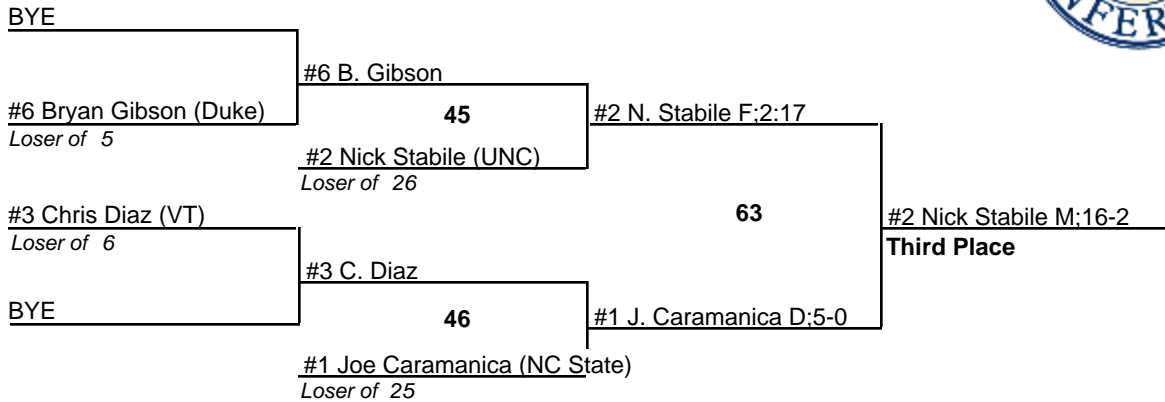 BYE
#6 B. Gibson
#6 Bryan Gibson (Duke)
45
#2 N. Stabile F;2:17
Loser of 5
#2 Nick Stabile (UNC)
Loser of 26
#3 Chris Diaz (VT)
63
#2 Nick Stabile M;16-2
Loser of 6
Third Place
#3 C. Diaz
BYE
46
#1 J. Caramanica D;5-0
#1 Joe Caramanica (NC State)
Loser of 25